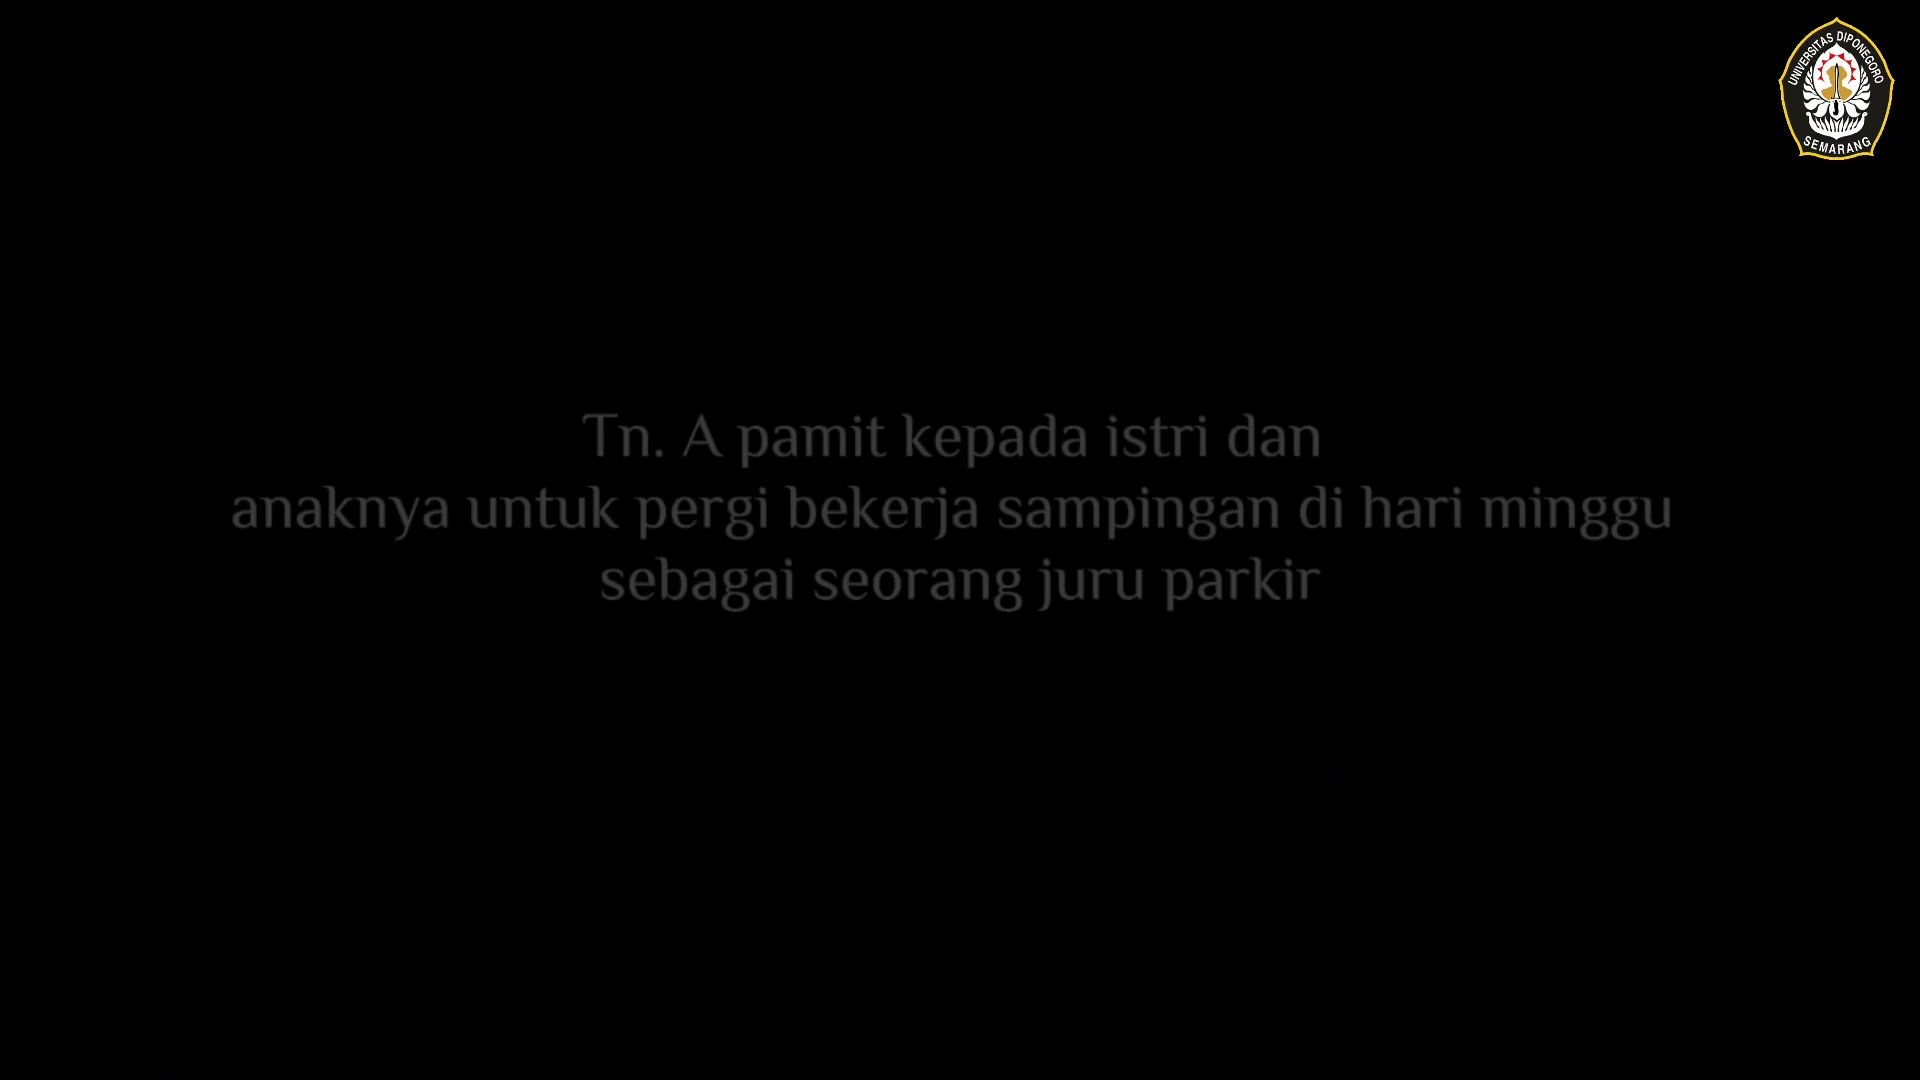 UNIVERSITAS DIPONEGORO
SEMARANG
Tn. A pamit kepada istri dan
anaknya untuk pergi bekerja sampingan di hari minggu
sebagai seorang juru parkir